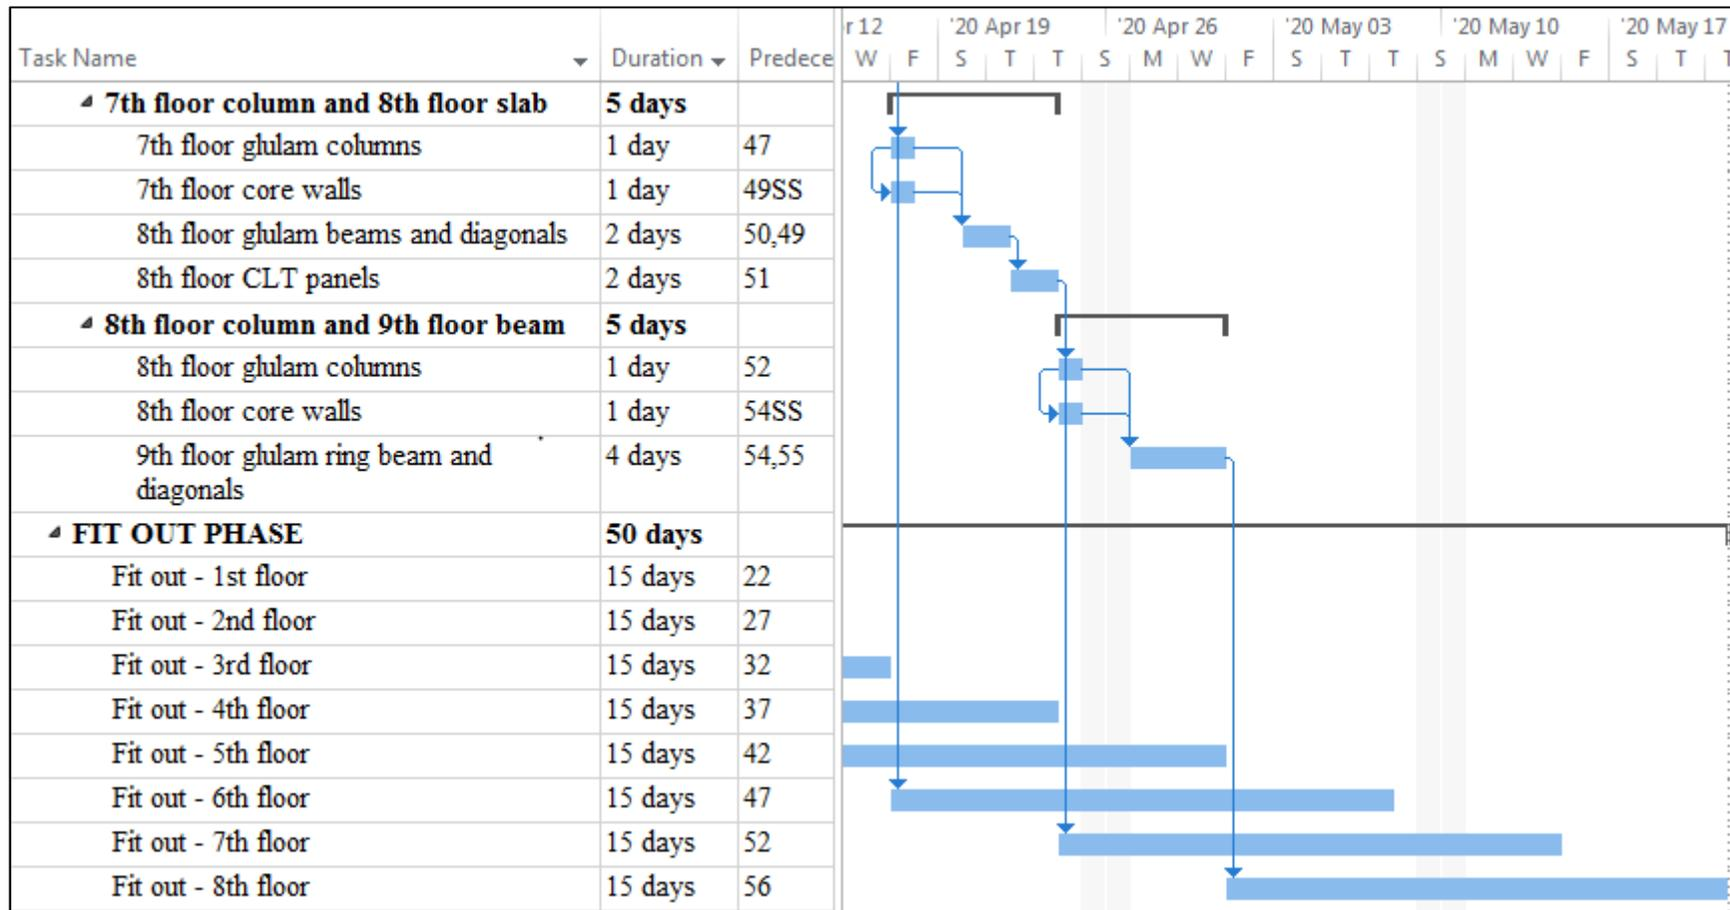 r 12 '20 Apr 19 '20 Apr 26 '20 May 03 '20 May 10 '20 May 17
Task Name Duration Predece W F S T T S M W F S T T S M W F S T T
7th floor column and 8th floor slab 5 days
7th floor glulam columns 1 day 47
7th floor core walls 1 day 49SS
8th floor glulam beams and diagonals 2 days 50,49
8th floor CLT panels 2 days 51
8th floor column and 9th floor beam 5 days
8th floor glulam columns 1 day 52
8th floor core walls 1 day 54SS
9th floor glulam ring beam and 4 days 54,55
diagonals
FIT OUT PHASE 50 days
Fit out - 1st floor 15 days 22
Fit out - 2nd floor 15 days 27
Fit out - 3rd floor 15 days 32
Fit out - 4th floor 15 days 37
Fit out - 5th floor 15 days 42
Fit out - 6th floor 15 days 47
Fit out - 7th floor 15 days 52
Fit out - 8th floor 15 days 56